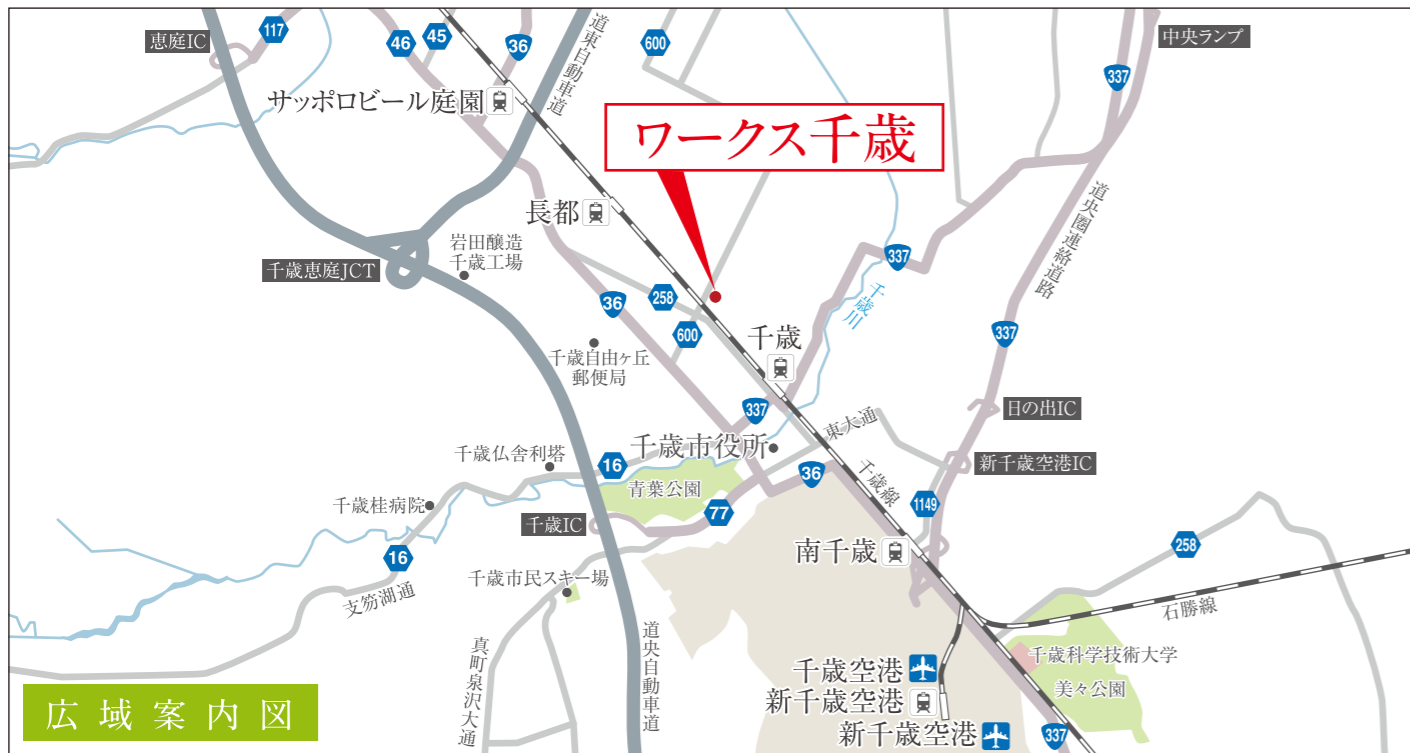 恵庭IC
117
46
45
36
道東自動車道
600
中央ランプ
337
サッポロビール庭園
ワークス千歳
長都
岩田醸造
千歳工場
千歳恵庭JCT
道央圏連絡道路
337
千歳川
36
258
600
千歳
337
千歳自由ヶ丘
郵便局
337
日の出IC
東大通
千歳市役所
新千歳空港IC
千歳仏舎利塔
16
36
千歳線
青葉公園
千歳桂病院
77
1149
千歳IC
258
南千歳
16
支笏湖通
千歳市民スキー場
石勝線
真町泉沢大通
道央自動車道
千歳科学技術大学
千歳空港
美々公園
新千歳空港
新千歳空港
337
広域案内図